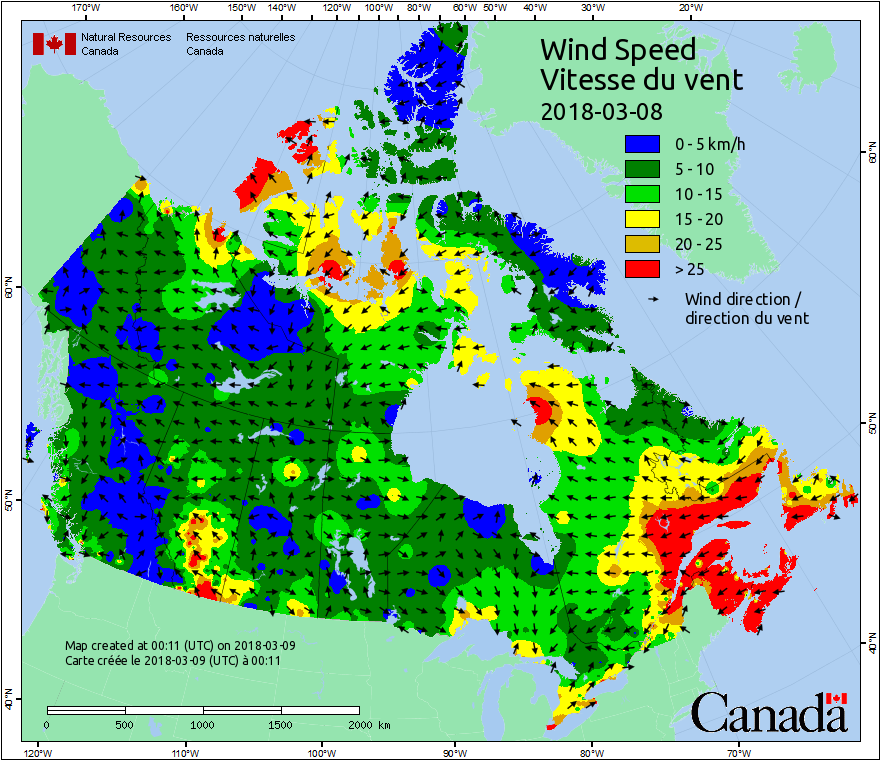 170°W 160°W 150°W 140°W 120°W 100°W 80°W 60°W 50°W 40°W 30°W 20°W
Natural Resources Ressources naturelles
Canada Canada
Wind Speed
Vitesse du vent
2018-03-08
0 - 5 km/h
5 - 10
10 - 15
15 - 20
20 - 25
> 25
Wind direction /
direction du vent
60°N
60°N
50°N
50°N
40°N
40°N
Map created at 00:11 (UTC) on 2018-03-09
Carte créée le 2018-03-09 (UTC) à 00:11
0 500 1000 1500 2000 km
Canada
120°W 110°W 100°W 90°W 80°W 70°W